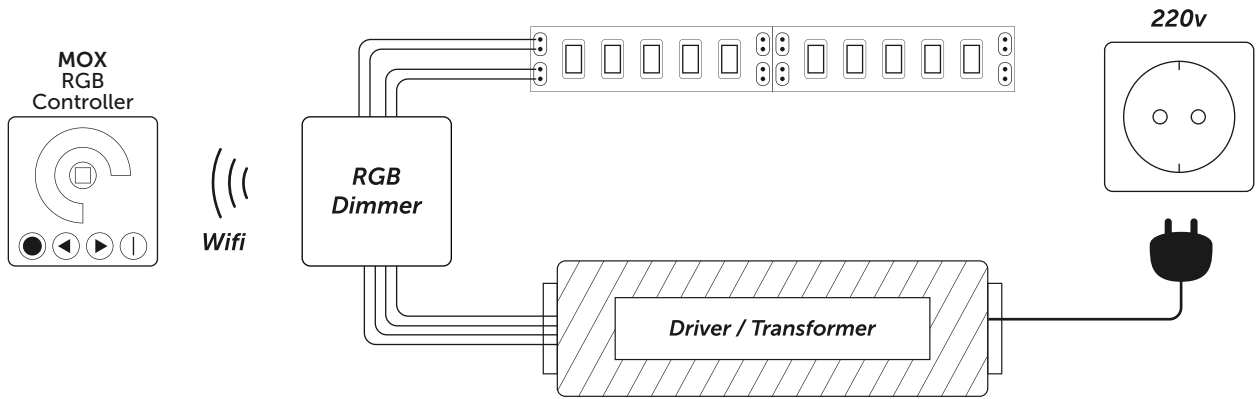 MOX
RGB
Controller
Wifi
RGB
Dimmer
Driver / Transformer
220v